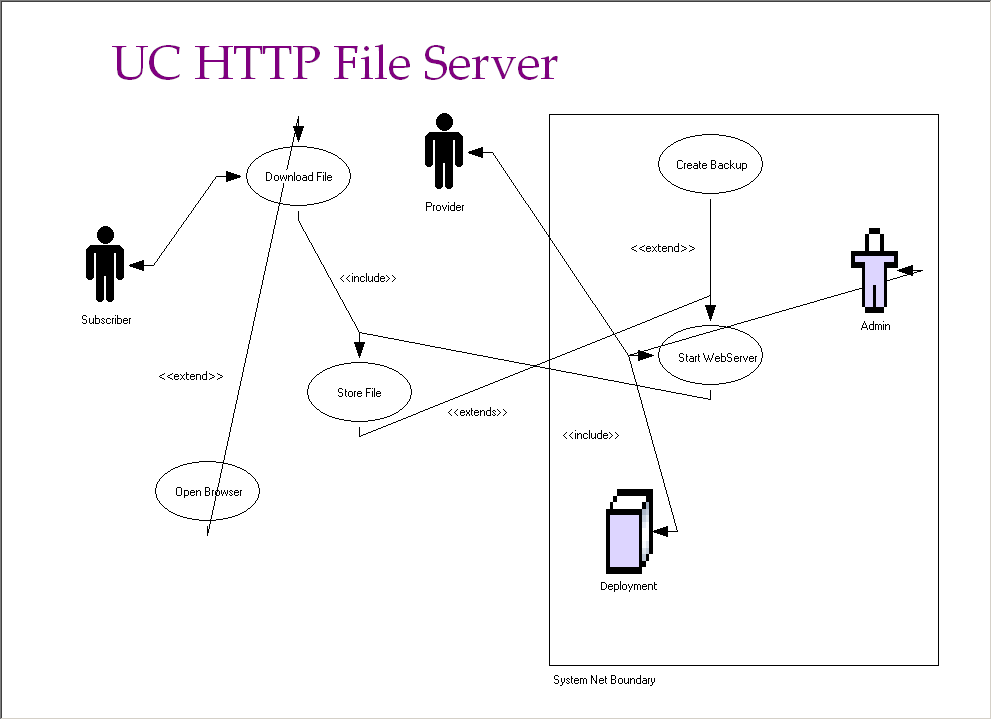 UC HTTP File Server
Download File
Create Backup
Provider
<<extend>>
<<include>>
Subscriber
Admin
Start WebServer
<<extend>>
Store File
<<extends>>
<<include>>
Open Browser
Deployment
System Net Boundary